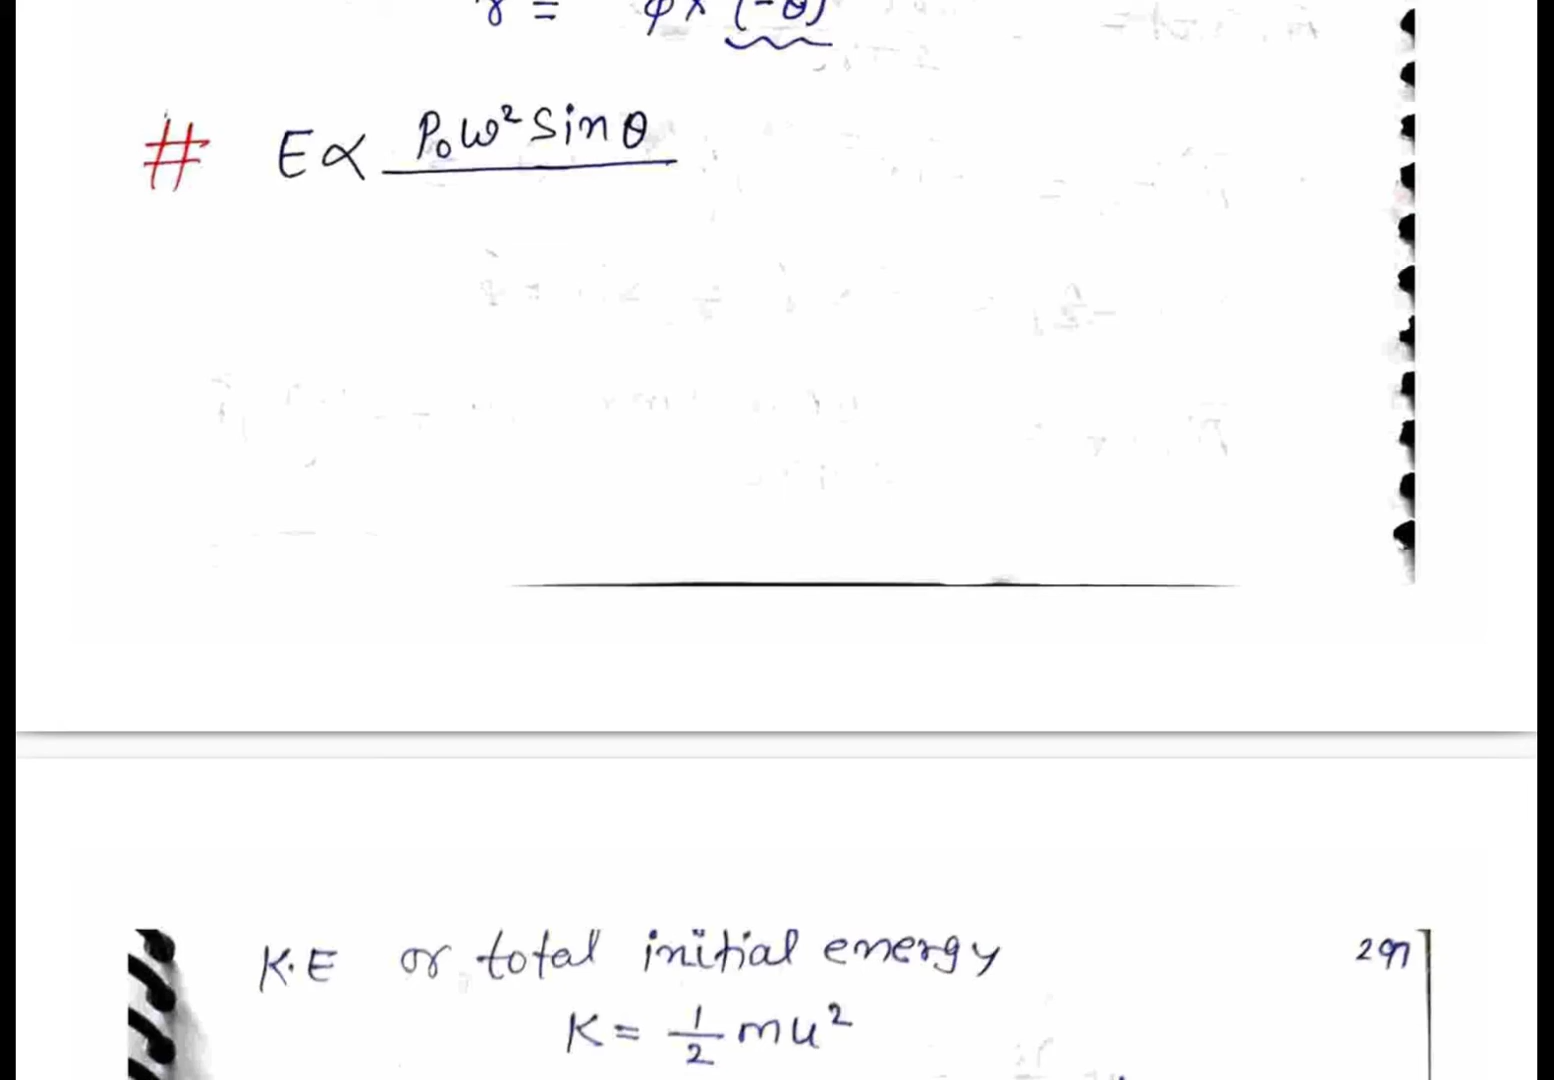 γ = φ × (-θ)
# E∝ P₀ω² Sin θ
K.E or total initial energy
297
K = 1/2 mu²